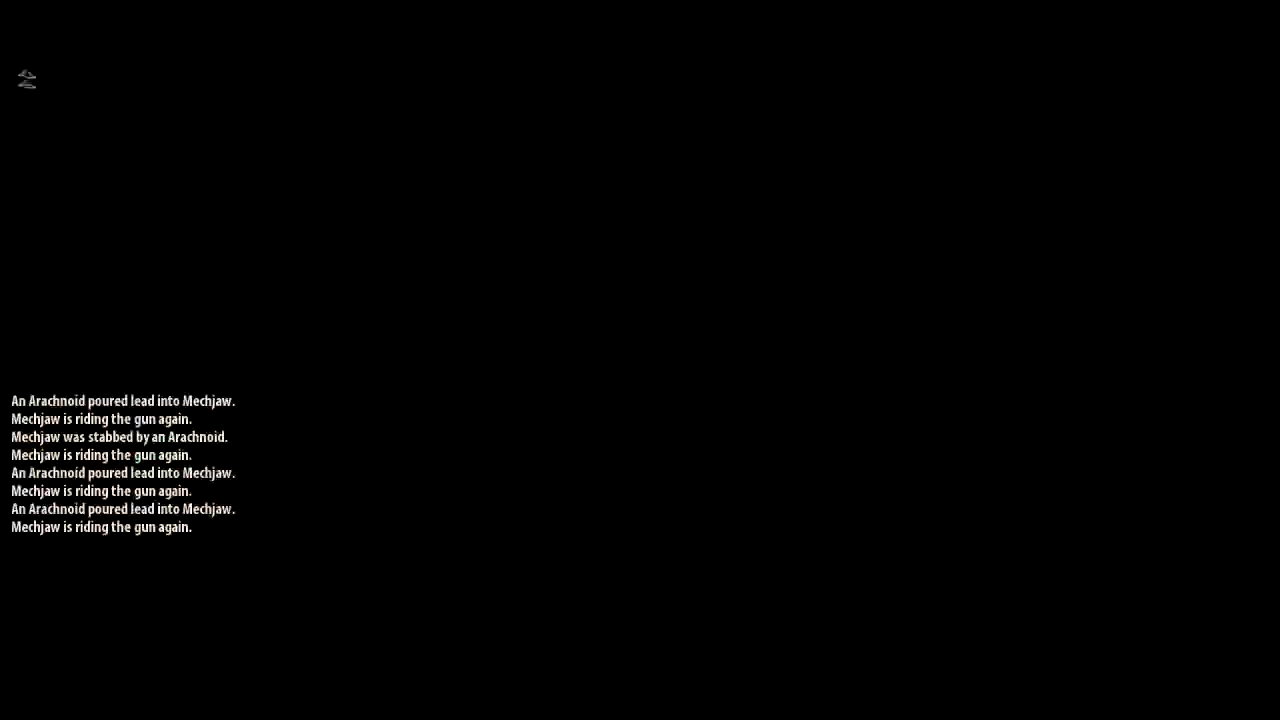 An Arachnoid poured lead into Mechjaw.
Mechjaw is riding the gun again.
Mechjaw was stabbed by an Arachnoid.
Mechjaw is riding the gun again.
An Arachnoid poured lead into Mechjaw.
Mechjaw is riding the gun again.
An Arachnoid poured lead into Mechjaw.
Mechjaw is riding the gun again.